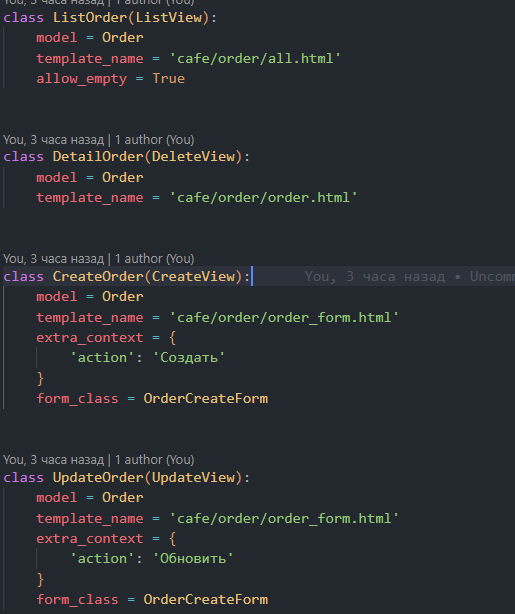 You, 3 часа назад | 1 author (You)
class ListOrder(ListView):
    model = Order
    template_name = 'cafe/order/all.html'
    allow_empty = True
You, 3 часа назад | 1 author (You)
class DetailOrder(DeleteView):
    model = Order
    template_name = 'cafe/order/order.html'
You, 3 часа назад | 1 author (You)
class CreateOrder(CreateView): You, 3 часа назад • Uncomm
    model = Order
    template_name = 'cafe/order/order_form.html'
    extra_context = {
        'action': 'Создать'
    }
    form_class = OrderCreateForm
You, 3 часа назад | 1 author (You)
class UpdateOrder(UpdateView):
    model = Order
    template_name = 'cafe/order/order_form.html'
    extra_context = {
        'action': 'Обновить'
    }
    form_class = OrderCreateForm